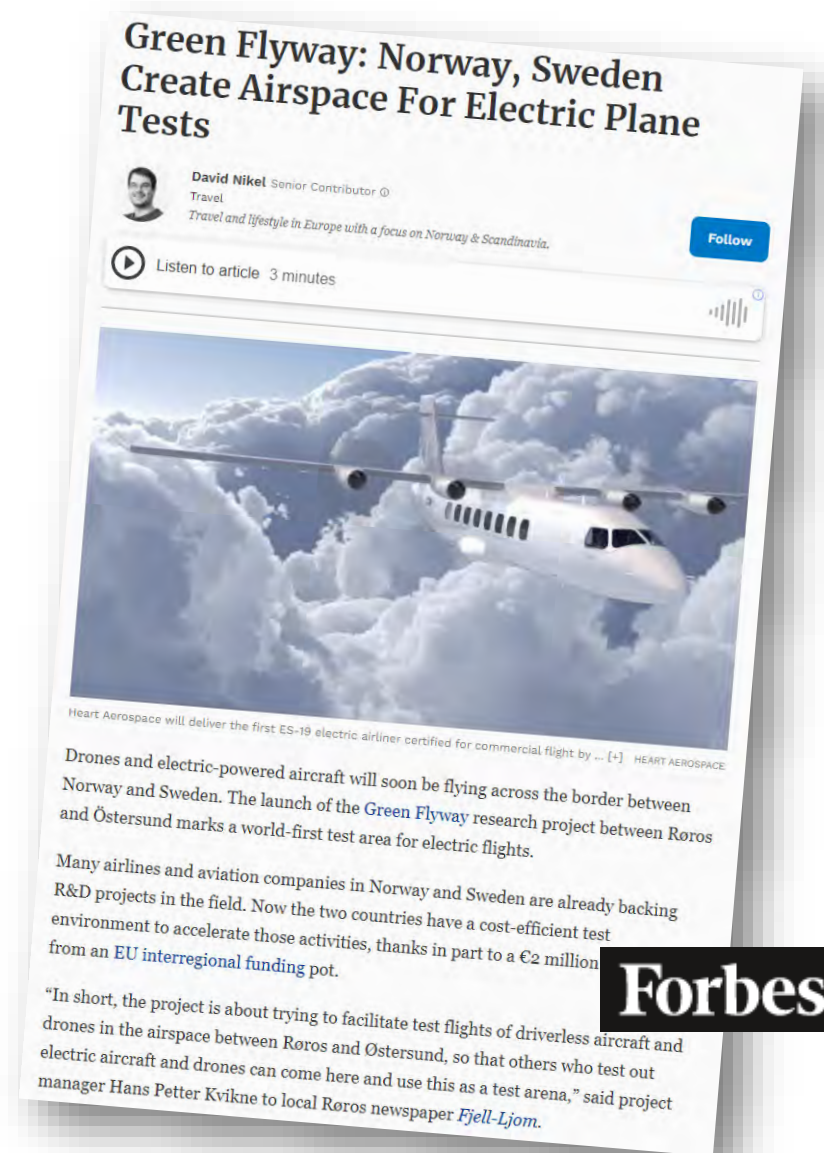 Green Flyway: Norway, Sweden
Create Airspace For Electric Plane
Tests
David Nikel Senior Contributor
Travel
Travel and lifestyle in Europe with a focus on Norway & Scandinavia.
Follow
Listen to article 3 minutes
Heart Aerospace will deliver the first ES-19 electric airliner certified for commercial flight by ... [+] HEART AEROSPACE
Drones and electric-powered aircraft will soon be flying across the border between
Norway and Sweden. The launch of the Green Flyway research project between Røros
and Östersund marks a world-first test area for electric flights.
Many airlines and aviation companies in Norway and Sweden are already backing
R&D projects in the field. Now the two countries have a cost-efficient test
environment to accelerate those activities, thanks in part to a €2 million
from an EU interregional funding pot.
Forbes
“In short, the project is about trying to facilitate test flights of driverless aircraft and
drones in the airspace between Røros and Østersund, so that others who test out
electric aircraft and drones can come here and use this as a test arena,” said project
manager Hans Petter Kvikne to local Røros newspaper Fjell-Ljom.